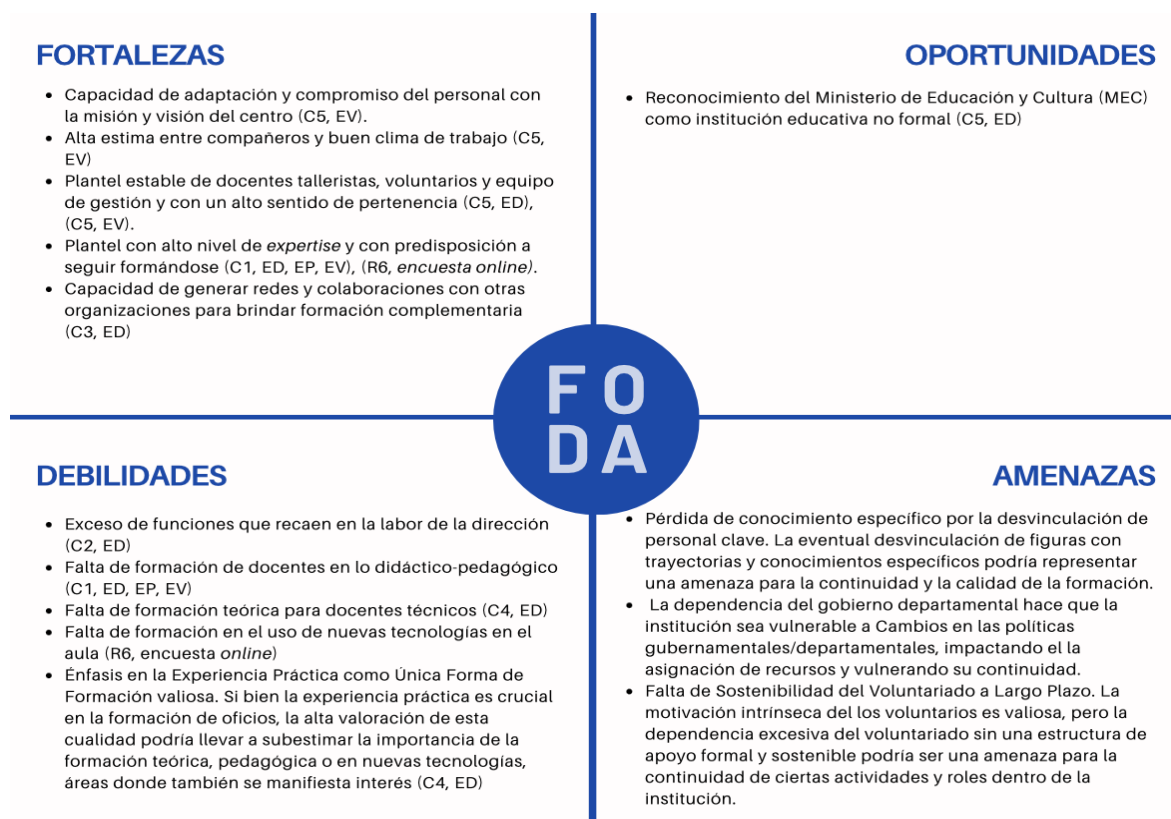 FORTALEZAS
• Capacidad de adaptación y compromiso del personal con
la misión y visión del centro (C5, EV).
• Alta estima entre compañeros y buen clima de trabajo (C5,
EV)
• Plantel estable de docentes talleristas, voluntarios y equipo
de gestión y con un alto sentido de pertenencia (C5, ED),
(C5, EV).
• Plantel con alto nivel de expertise y con predisposición a
seguir formándose (C1, ED, EP, EV), (R6, encuesta online).
• Capacidad de generar redes y colaboraciones con otras
organizaciones para brindar formación complementaria
(C3, ED)
OPORTUNIDADES
• Reconocimiento del Ministerio de Educación y Cultura (MEC)
como institución educativa no formal (C5, ED)
F O
D A
DEBILIDADES
• Exceso de funciones que recaen en la labor de la dirección
(C2, ED)
• Falta de formación de docentes en lo didáctico-pedagógico
(C1, ED, EP, EV)
• Falta de formación teórica para docentes técnicos (C4, ED)
• Falta de formación en el uso de nuevas tecnologías en el
aula (R6, encuesta online)
• Énfasis en la Experiencia Práctica como Única Forma de
Formación valiosa. Si bien la experiencia práctica es crucial
en la formación de oficios, la alta valoración de esta
cualidad podría llevar a subestimar la importancia de la
formación teórica, pedagógica o en nuevas tecnologías,
áreas donde también se manifiesta interés (C4, ED)
AMENAZAS
• Pérdida de conocimiento específico por la desvinculación de
personal clave. La eventual desvinculación de figuras con
trayectorias y conocimientos específicos podría representar
una amenaza para la continuidad y la calidad de la formación.
• La dependencia del gobierno departamental hace que la
institución sea vulnerable a Cambios en las políticas
gubernamentales/departamentales, impactando el la
asignación de recursos y vulnerando su continuidad.
• Falta de Sostenibilidad del Voluntariado a Largo Plazo. La
motivación intrínseca del los voluntarios es valiosa, pero la
dependencia excesiva del voluntariado sin una estructura de
apoyo formal y sostenible podría ser una amenaza para la
continuidad de ciertas actividades y roles dentro de la
institución.